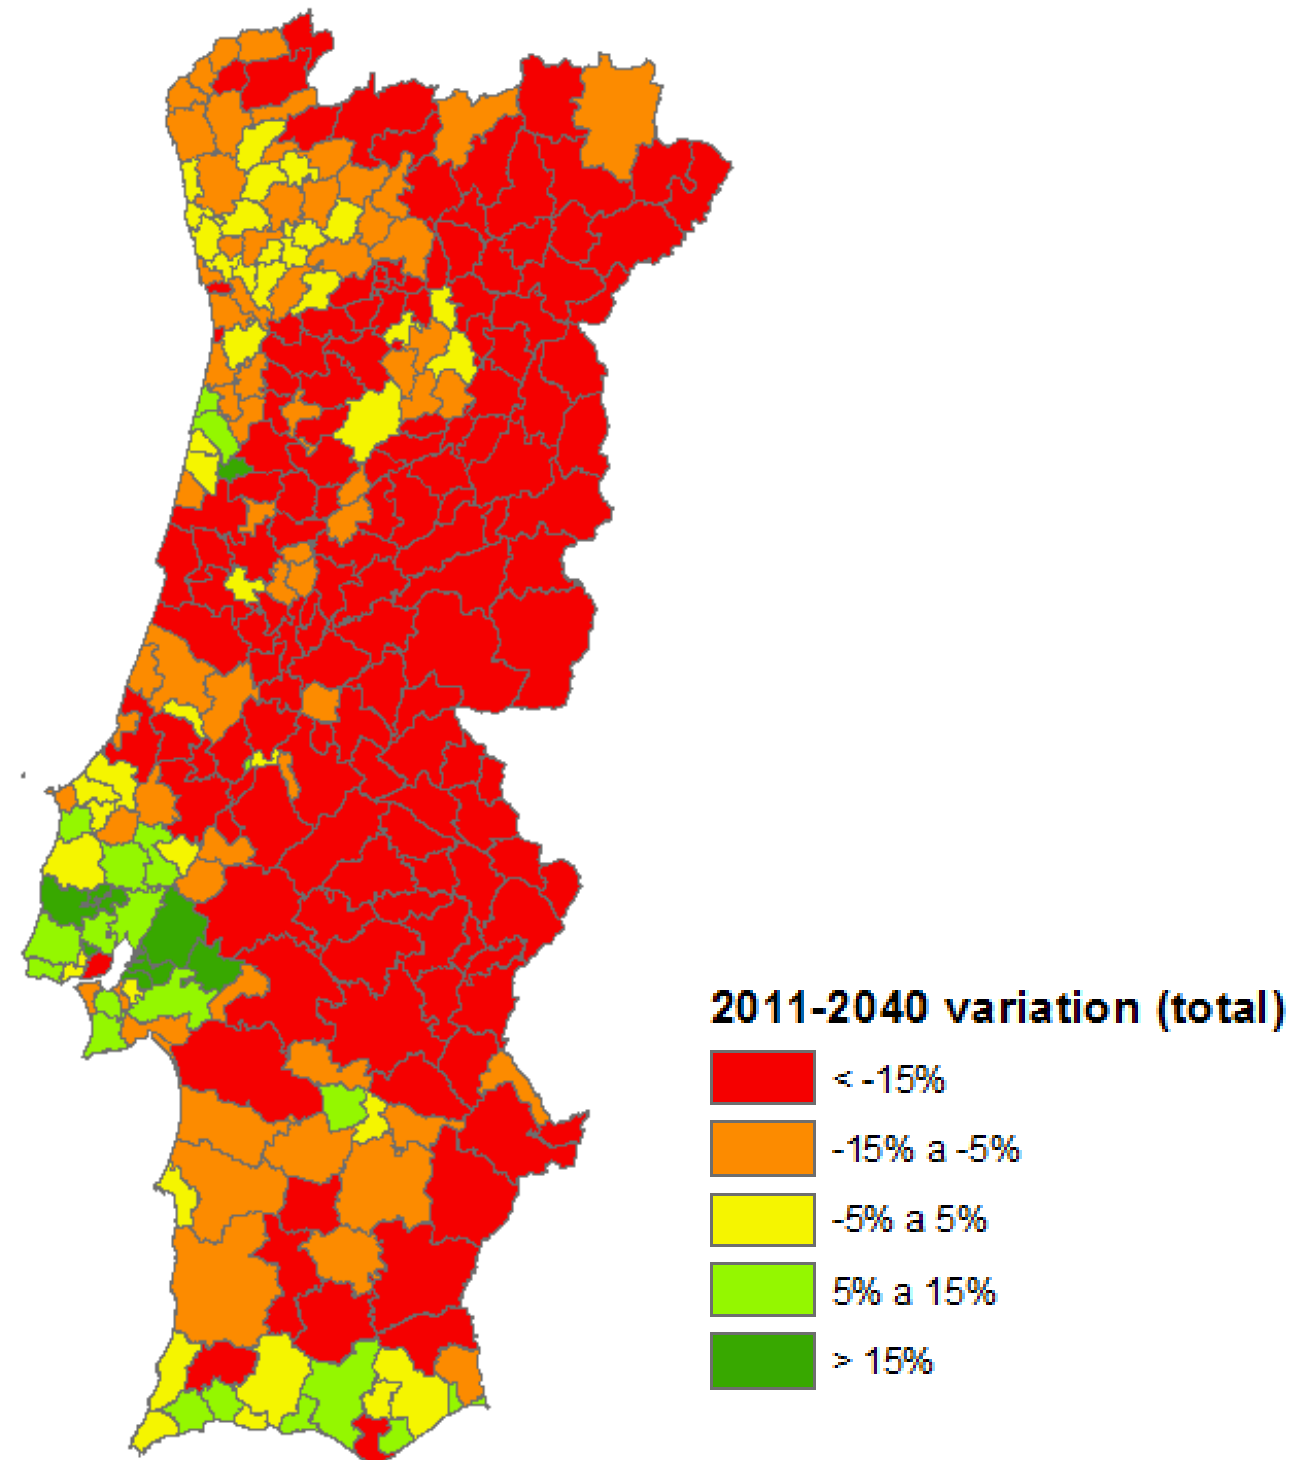 2011-2040 variation (total)
< -15%
-15% a -5%
-5% a 5%
5% a 15%
> 15%